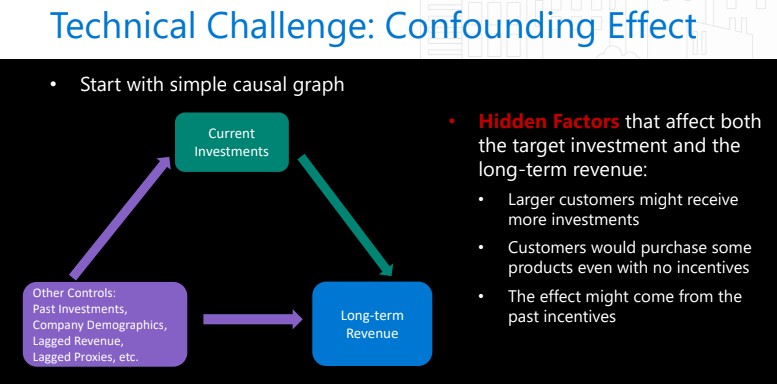 Technical Challenge: Confounding Effect
• Start with simple causal graph
Current
Investments
Other Controls:
Past Investments,
Company Demographics,
Lagged Revenue,
Lagged Proxies, etc.
Long-term
Revenue
• Hidden Factors that affect both
the target investment and the
long-term revenue:
• Larger customers might receive
more investments
• Customers would purchase some
products even with no incentives
• The effect might come from the
past incentives